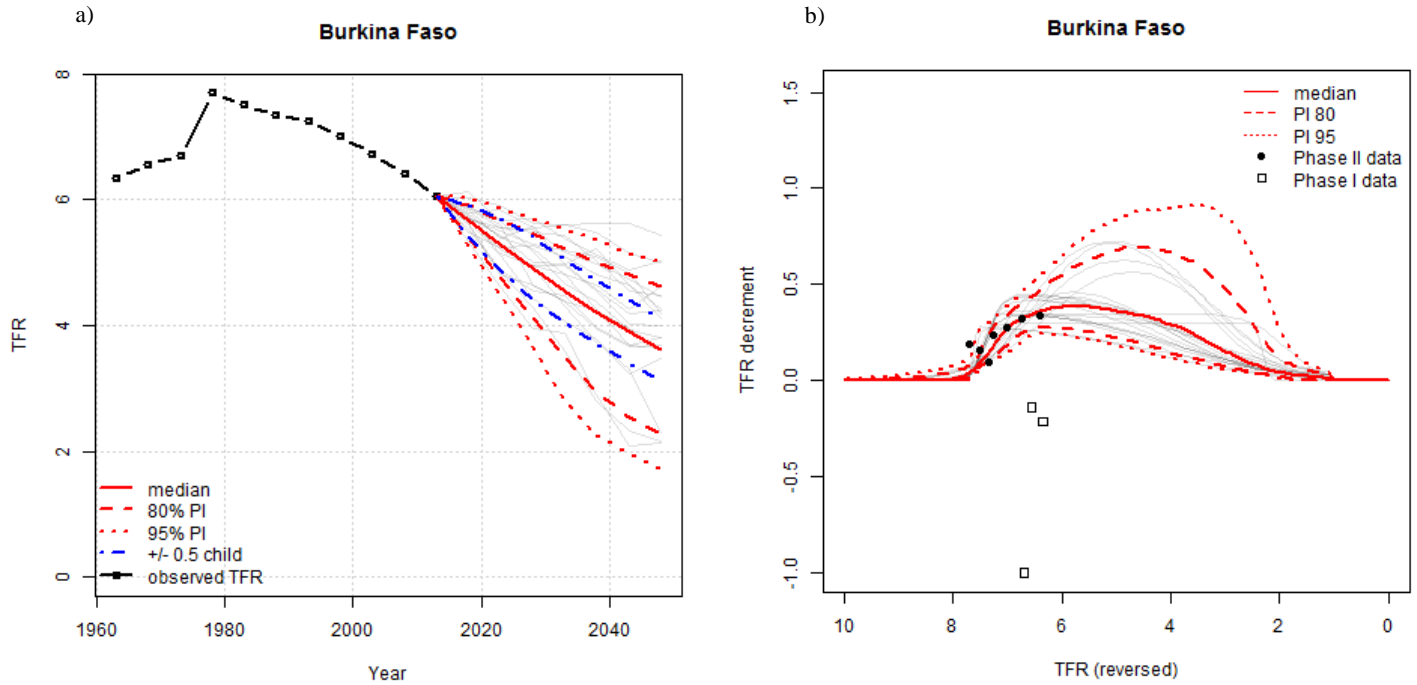 a)
Burkina Faso
8
6
4
2
0
TFR
median
80% PI
95% PI
+/- 0.5 child
observed TFR
1960 1980 2000 2020 2040
Year
b)
Burkina Faso
1.5
1.0
0.5
0.0
-0.5
-1.0
TFR decrement
median
PI 80
PI 95
Phase II data
Phase I data
10 8 6 4 2 0
TFR (reversed)